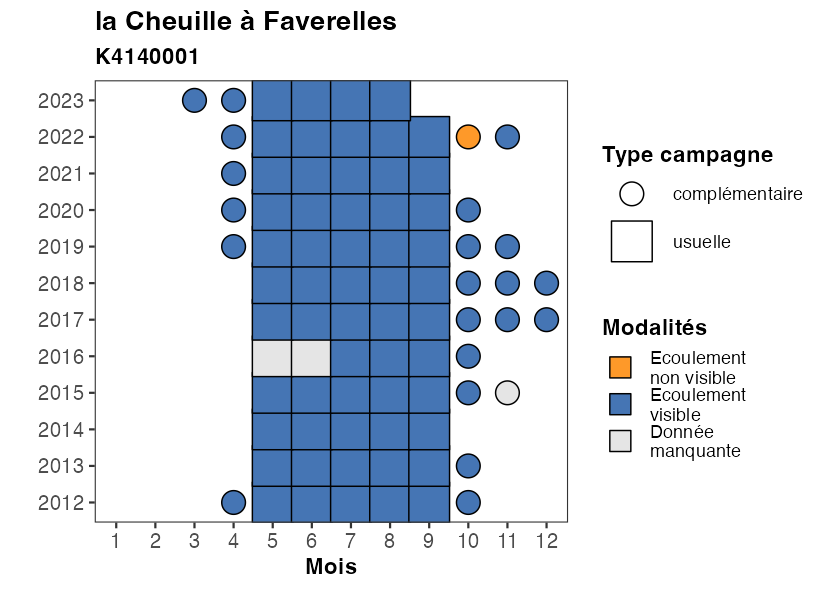 la Cheuille à Faverelles
K4140001
2023
2022
2021
2020
2019
2018
2017
2016
2015
2014
2013
2012
1 2 3 4 5 6 7 8 9 10 11 12
Mois
Type campagne
complémentaire
usuelle
Modalités
Ecoulement
non visible
Ecoulement
visible
Donnée
manquante